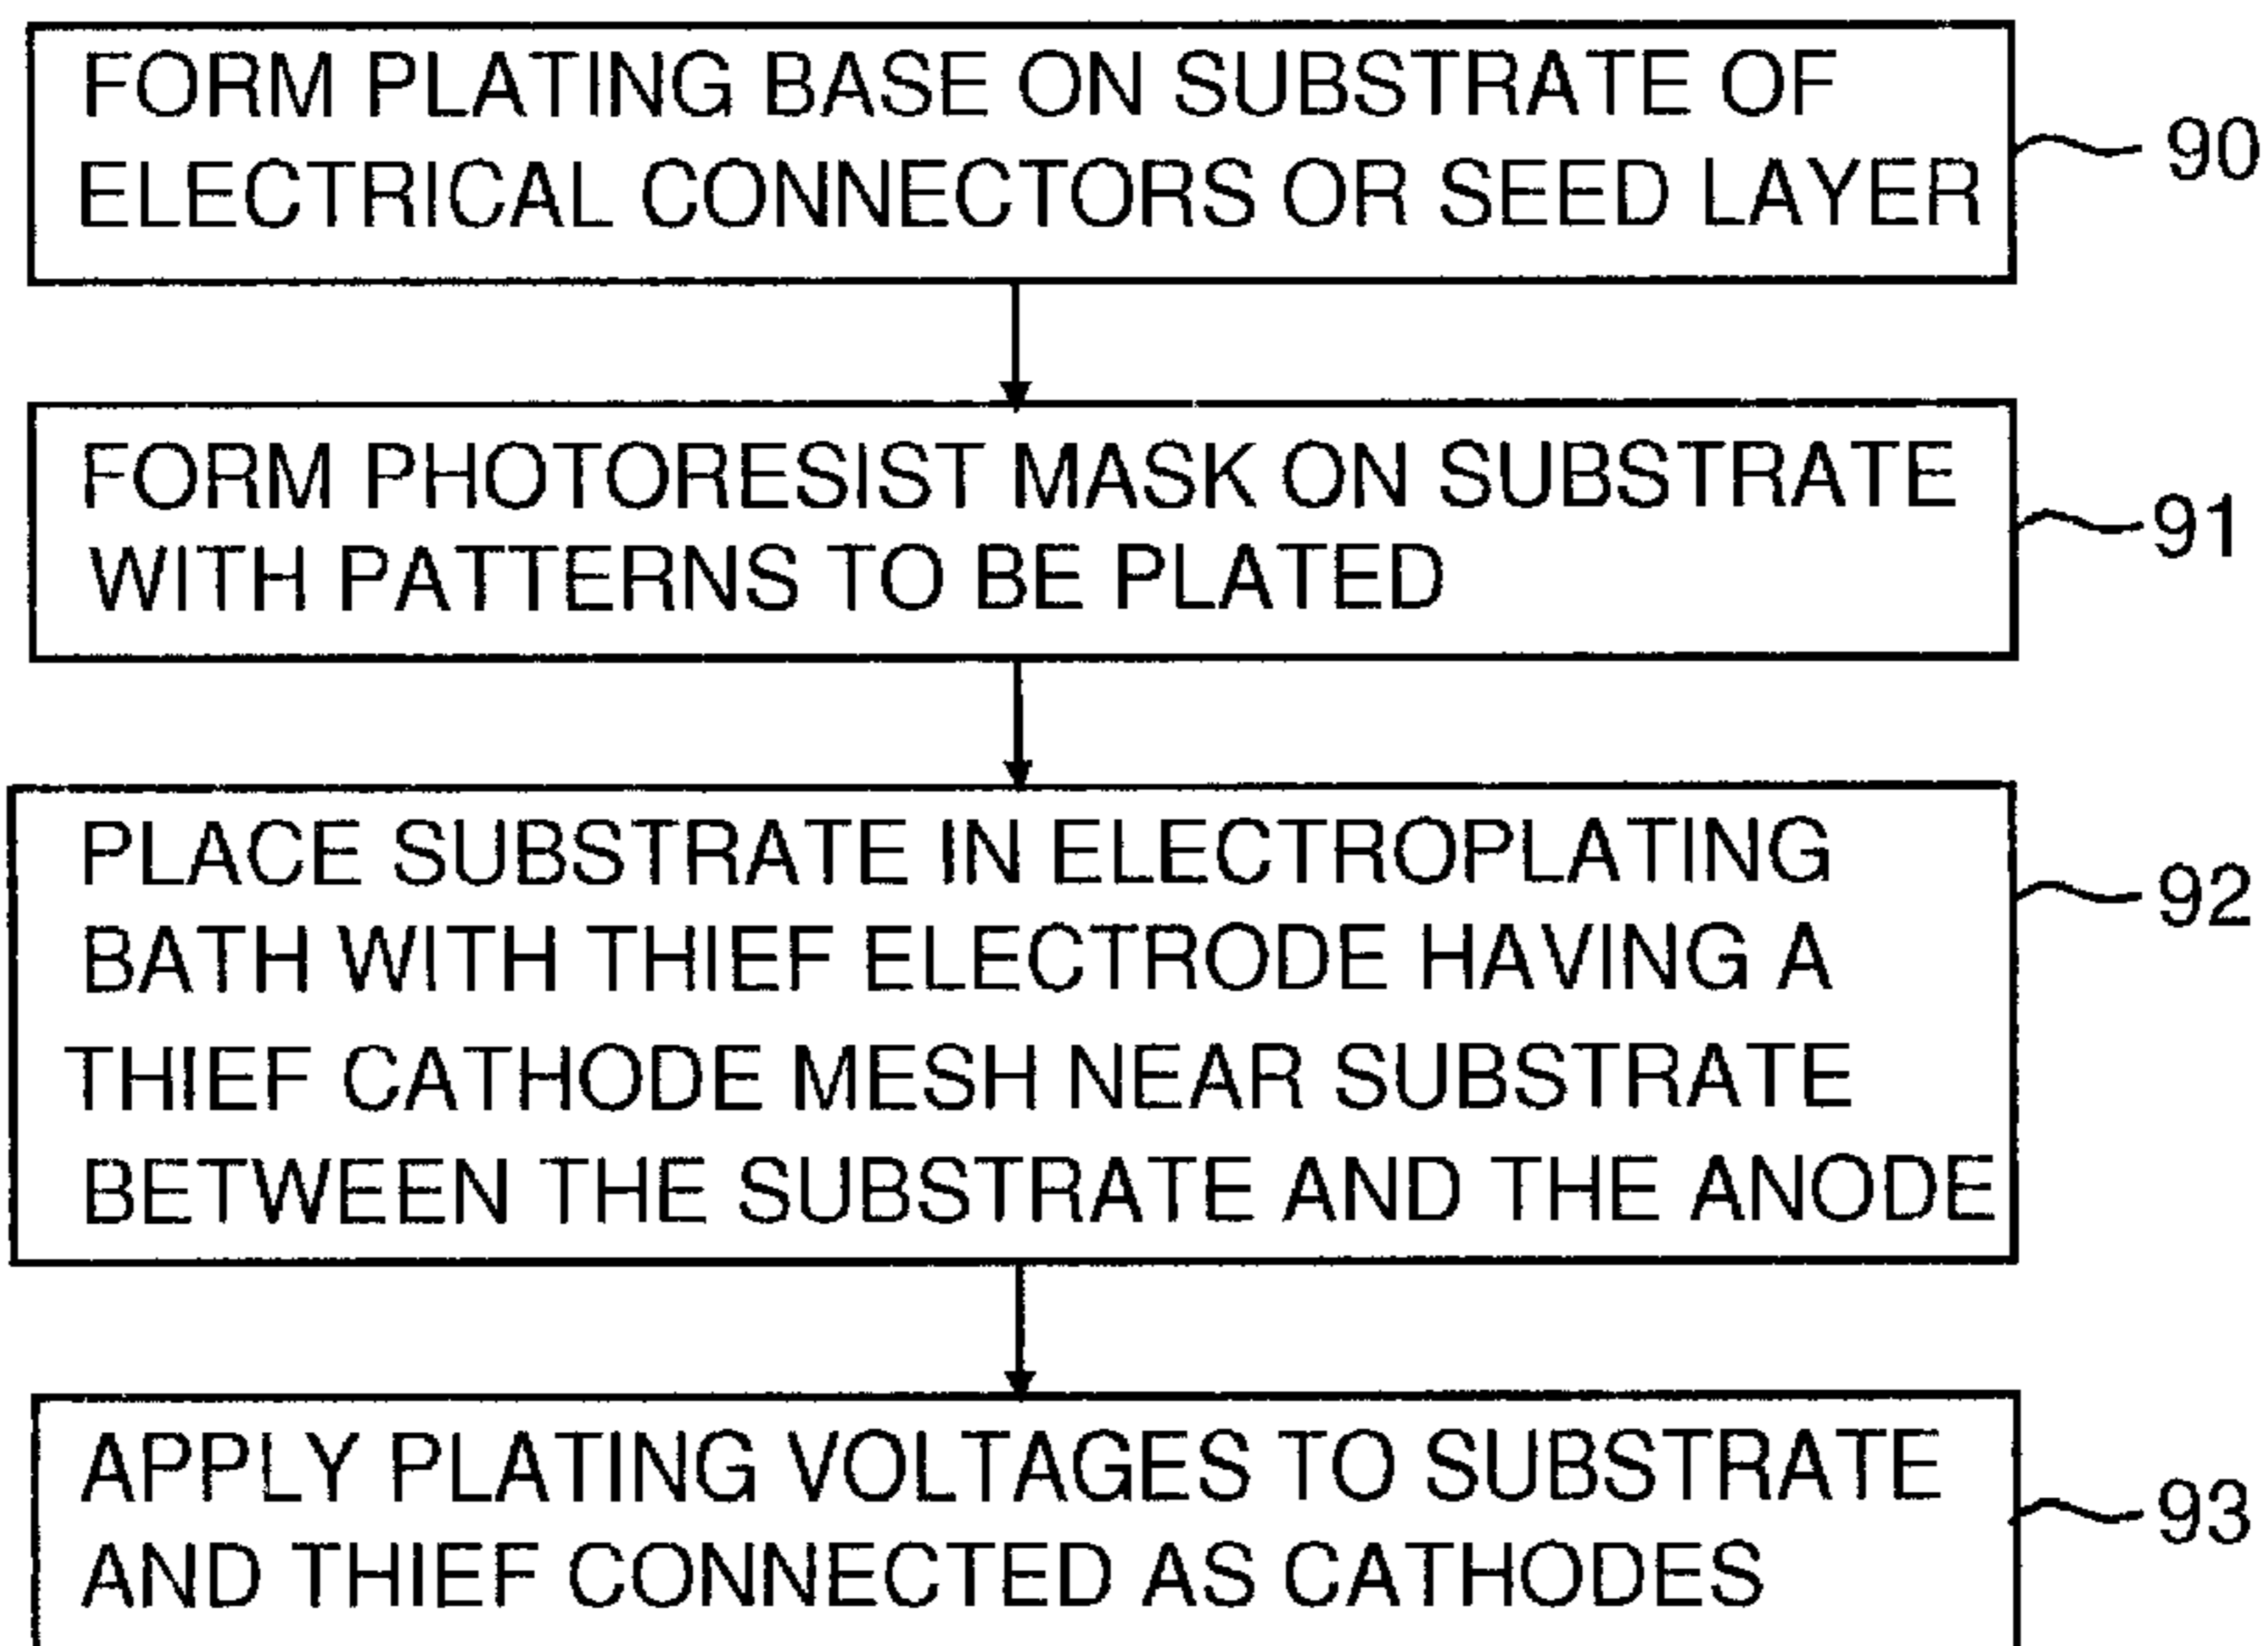 FORM PLATING BASE ON SUBSTRATE OF
ELECTRICAL CONNECTORS OR SEED LAYER
90
FORM PHOTORESIST MASK ON SUBSTRATE
WITH PATTERNS TO BE PLATED
91
PLACE SUBSTRATE IN ELECTROPLATING
BATH WITH THIEF ELECTRODE HAVING A
THIEF CATHODE MESH NEAR SUBSTRATE
BETWEEN THE SUBSTRATE AND THE ANODE
92
APPLY PLATING VOLTAGES TO SUBSTRATE
AND THIEF CONNECTED AS CATHODES
93